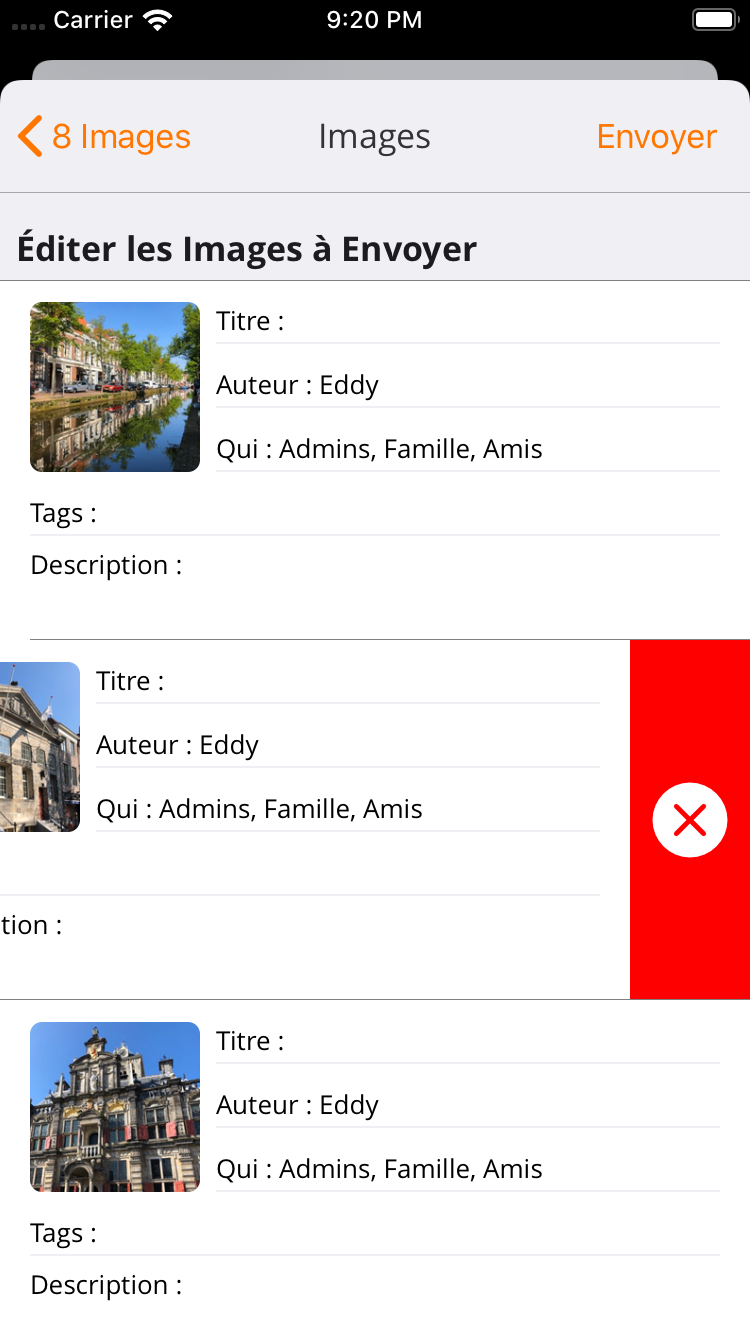 Carrier 9:20 PM
8 Images Images Envoyer
Éditer les Images à Envoyer
Titre :
Auteur : Eddy
Qui : Admins, Famille, Amis
Tags :
Description :
Titre :
Auteur : Eddy
Qui : Admins, Famille, Amis
tion :
Titre :
Auteur : Eddy
Qui : Admins, Famille, Amis
Tags :
Description :